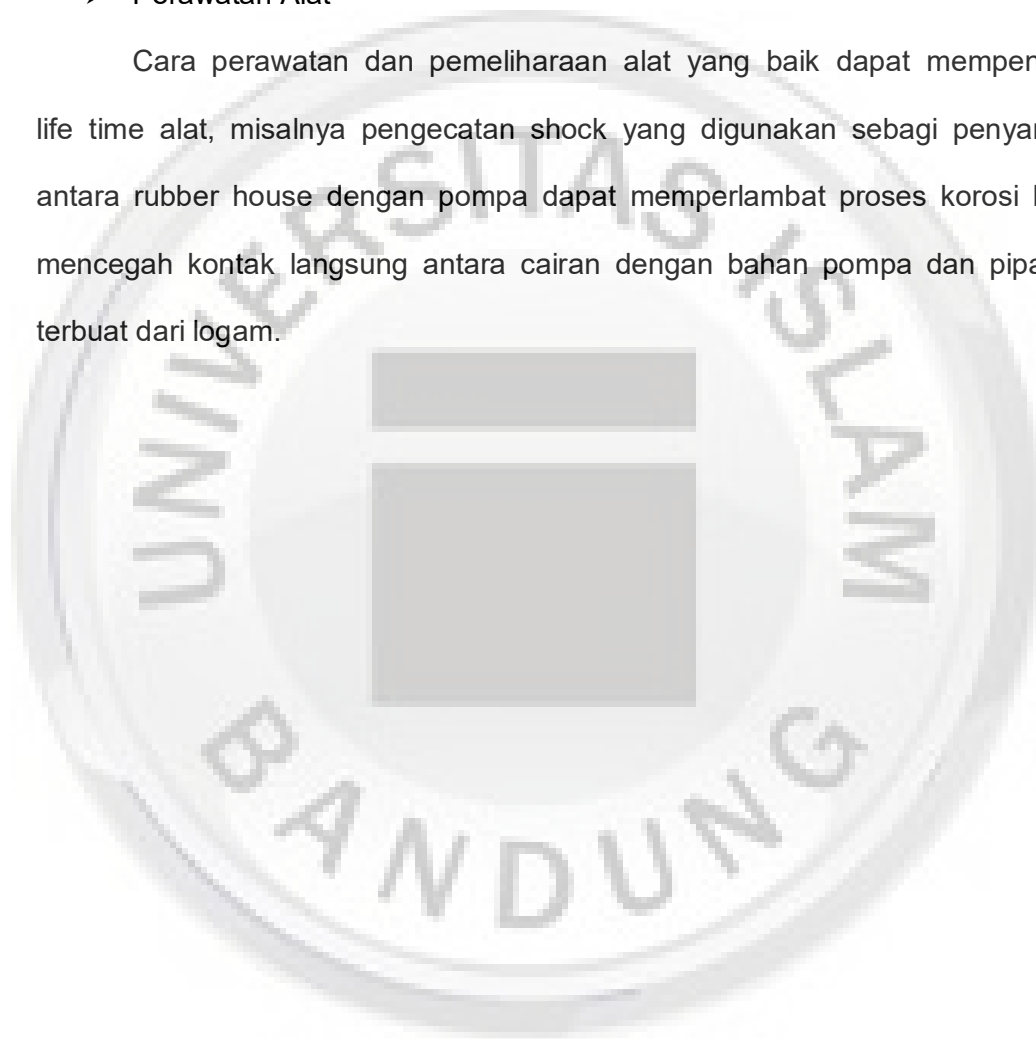 Perawatan Alat
Cara perawatan dan pemeliharaan alat yang baik dapat
life time alat, misalnya pengecatan shock yang digunakan sebagi
antara rubber house dengan pompa dapat memperlambat proses korosi
mencegah kontak langsung antara cairan dengan bahan pompa dan
terbuat dari logam.
UNIVERSITAS ISLAM
BANDUNG